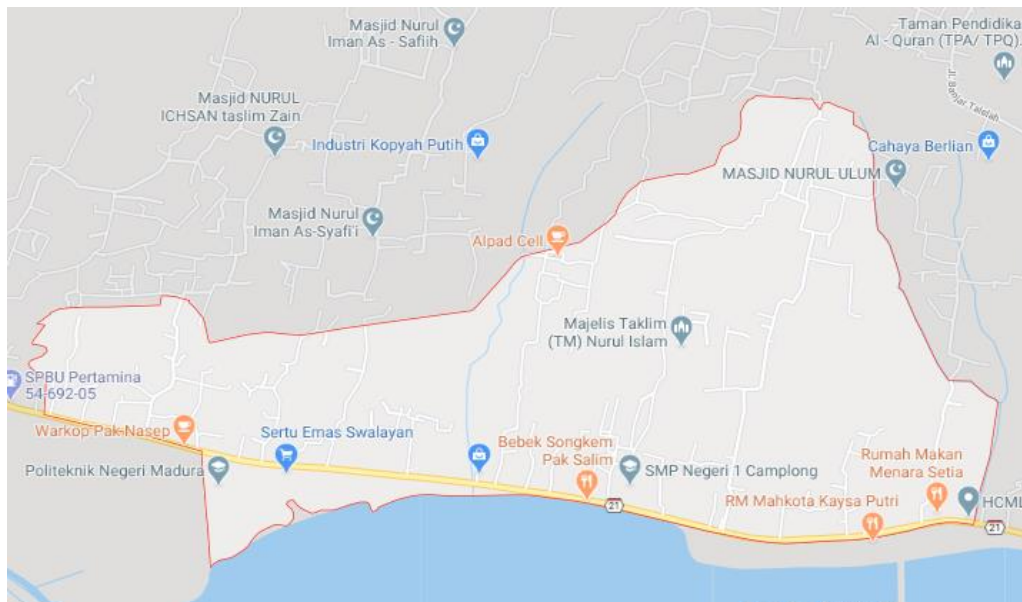 Masjid Nurul
Iman As - Safiih
Taman Pendidika
Al - Quran (TPA/ TPQ).
Jl. Banjar Talelah
Masjid NURUL
ICHSAN taslim Zain
Industri Kopyah Putih
Cahaya Berlian
MASJID NURUL ULUM
Masjid Nurul
Iman As-Syafi'i
Alpad Cell
Majelis Taklim
(TM) Nurul Islam
SPBU Pertamina
54-692-05
Warkop Pak Nasep
Sertu Emas Swalayan
Politeknik Negeri Madura
Bebek Songkem
Pak Salim
SMP Negeri 1 Camplong
Rumah Makan
Menara Setia
RM Mahkota Kaysa Putri
HCML
21
21